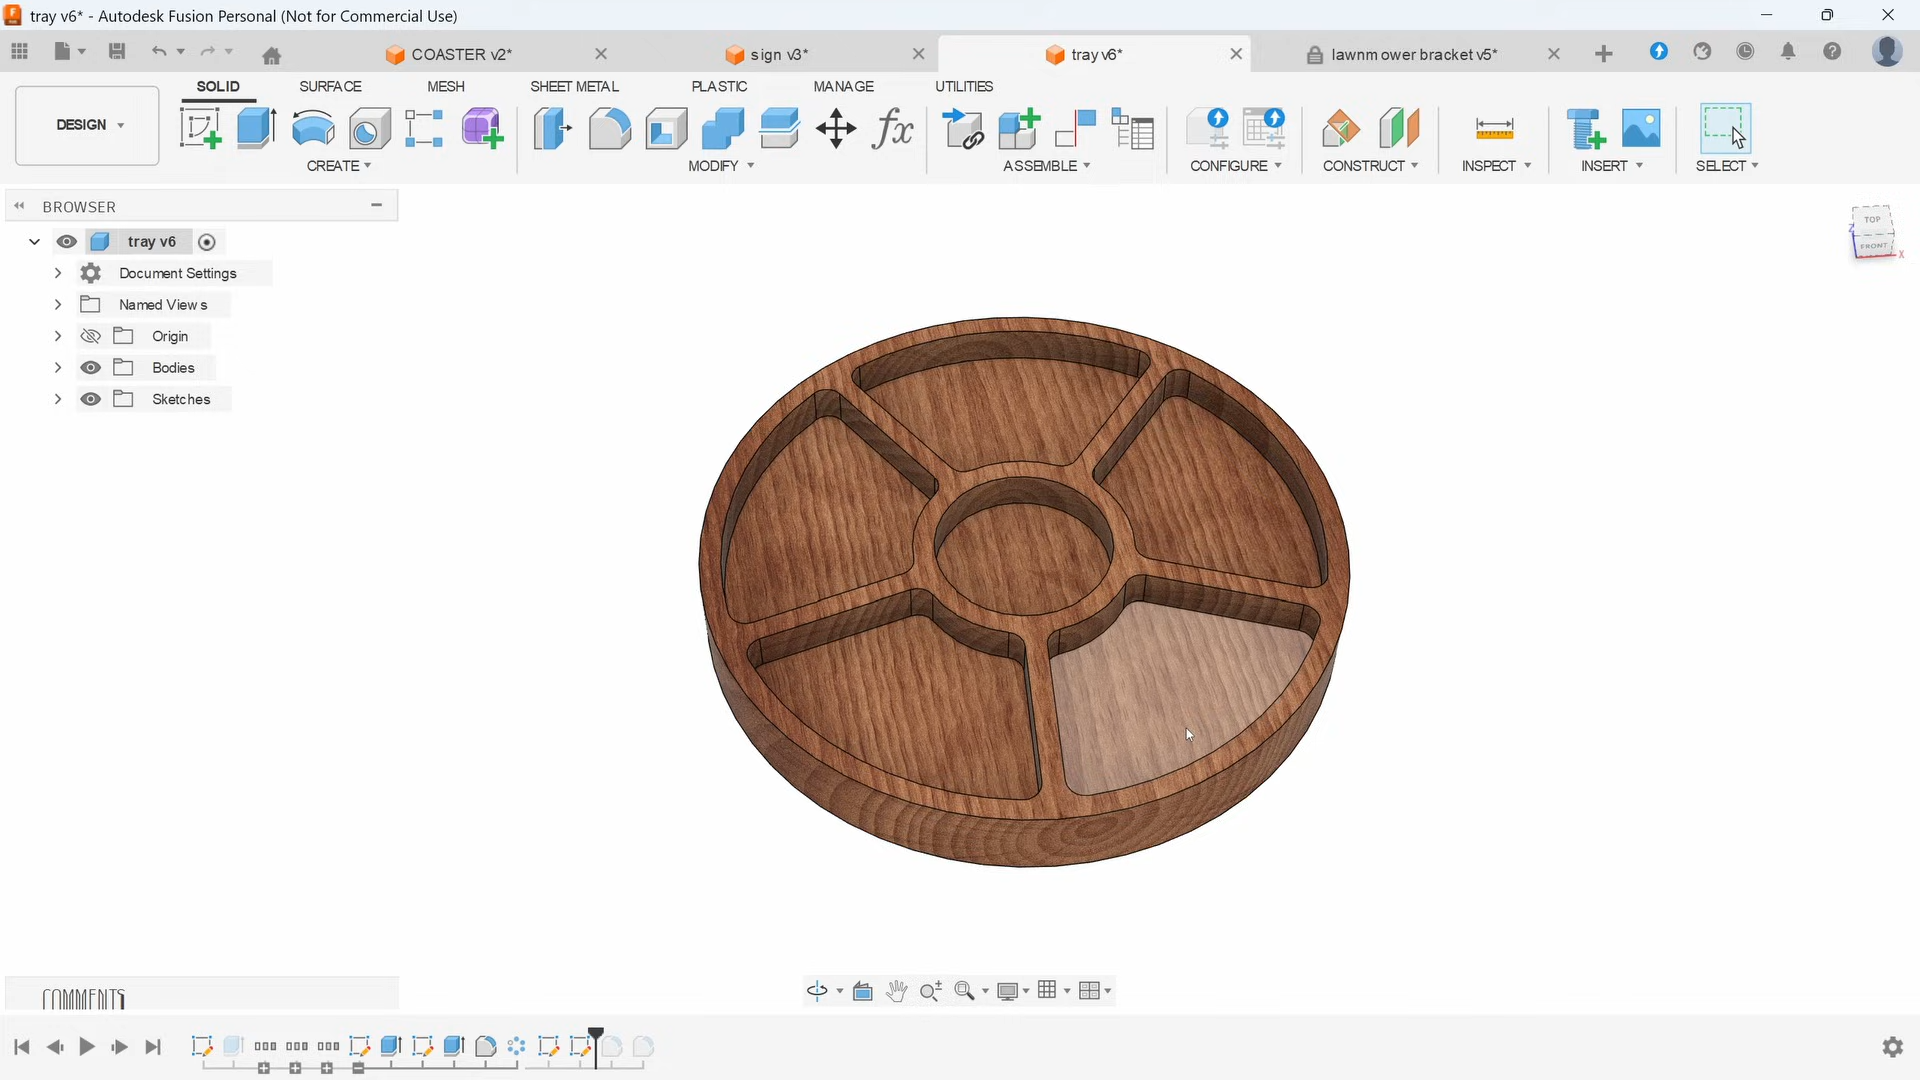 tray v6* - Autodesk Fusion Personal (Not for Commercial Use)
COASTER v2*
sign v3*
tray v6*
lawnm ower bracket v5*
SOLID
SURFACE
MESH
SHEET METAL
PLASTIC
MANAGE
UTILITIES
DESIGN
CREATE
MODIFY
ASSEMBLE
CONFIGURE
CONSTRUCT
INSPECT
INSERT
SELECT
BROWSER
tray v6
Document Settings
Named View s
Origin
Bodies
Sketches
TOP
FRONT
Z
X
COMMENTS